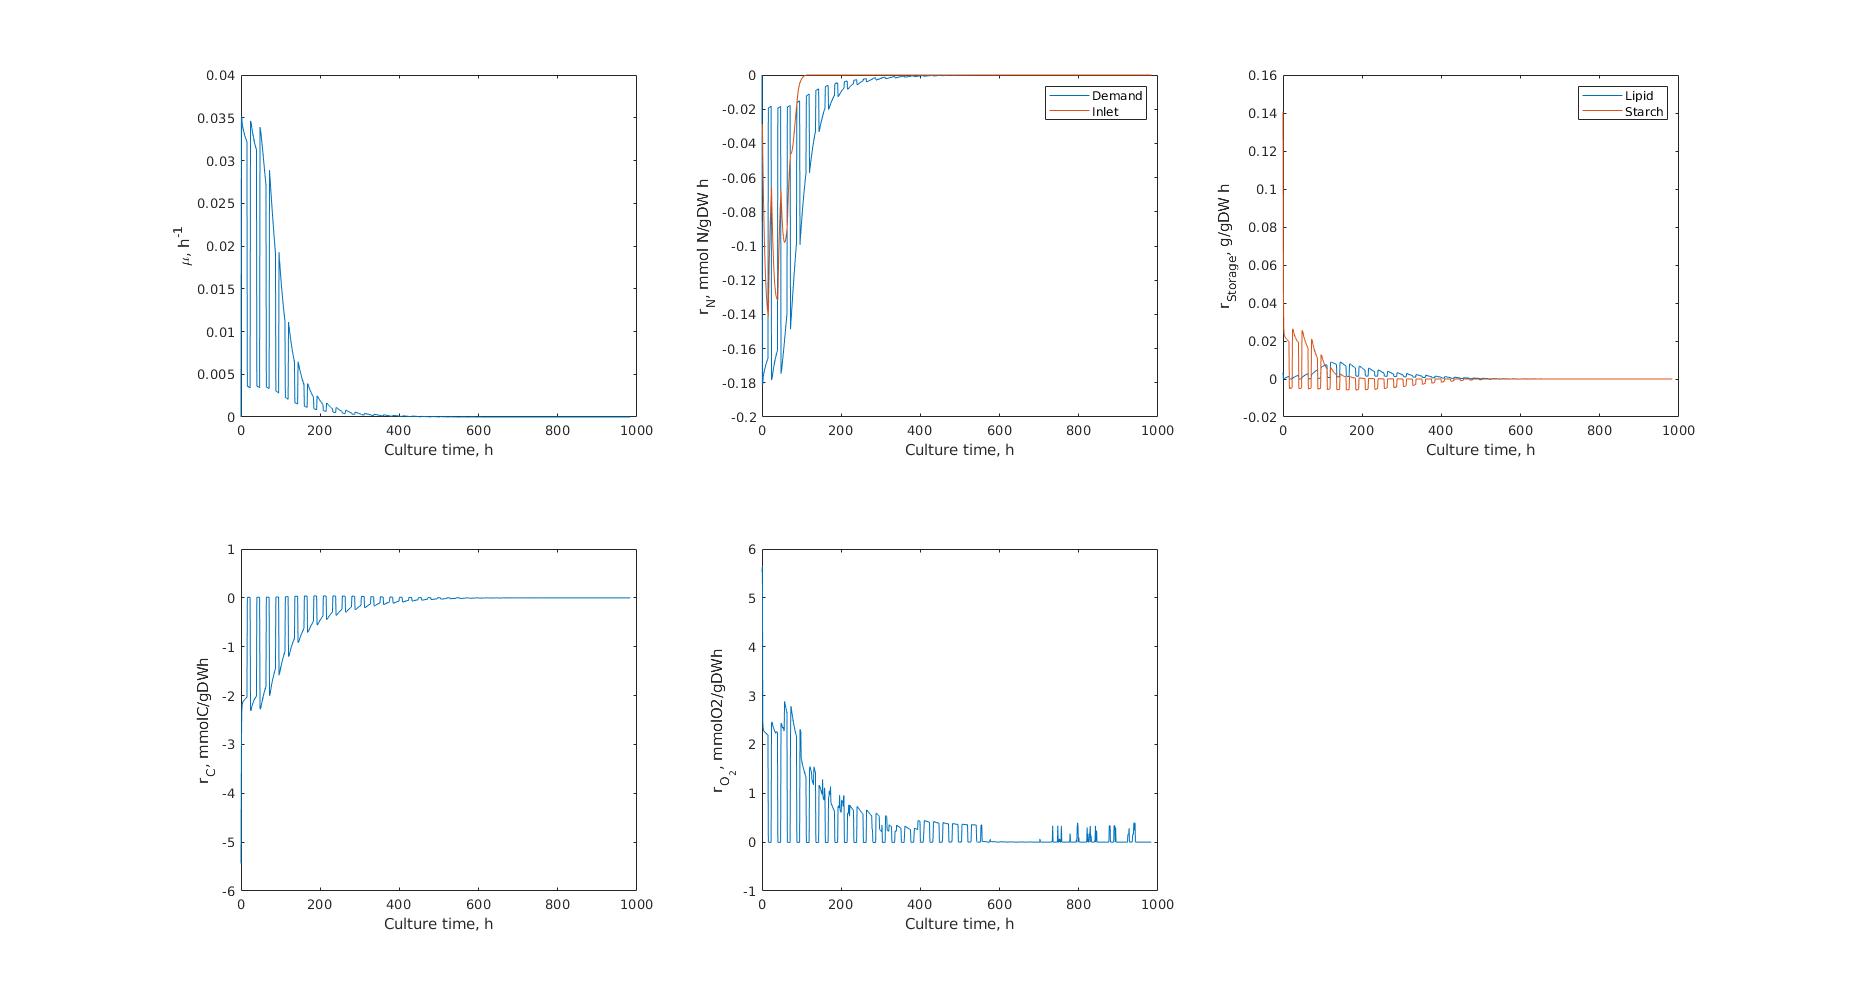 0.04
0.035
0.03
0.025
0.02
0.015
0.01
0.005
0
μ, h-1
0 200 400 600 800 1000
Culture time, h
0
-0.02
-0.04
-0.06
-0.08
-0.1
-0.12
-0.14
-0.16
-0.18
-0.2
rN, mmol N/gDW h
Demand
Inlet
0 200 400 600 800 1000
Culture time, h
0.16
0.14
0.12
0.1
0.08
0.06
0.04
0.02
0
-0.02
rStorage, g/gDW h
Lipid
Starch
0 200 400 600 800 1000
Culture time, h
1
0
-1
-2
-3
-4
-5
-6
rC, mmolC/gDWh
0 200 400 600 800 1000
Culture time, h
6
5
4
3
2
1
0
-1
rO2, mmolO2/gDWh
0 200 400 600 800 1000
Culture time, h